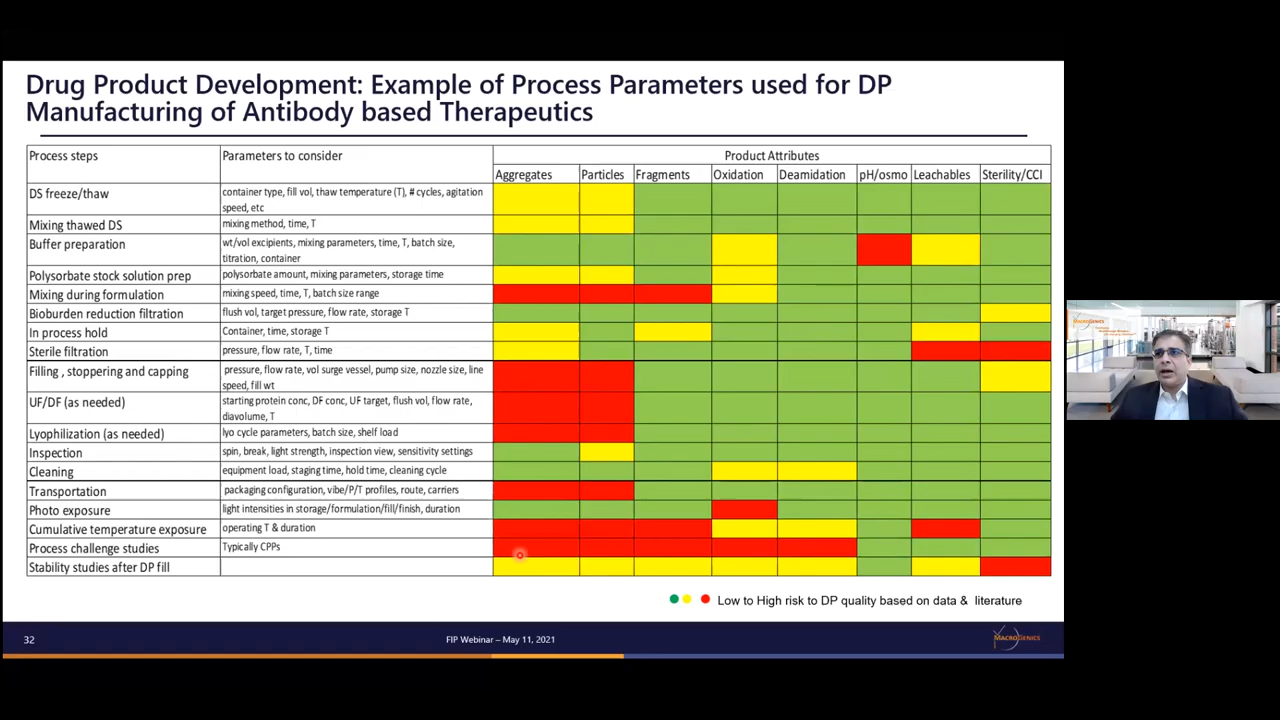 Drug Product Development: Example of Process Parameters used for DP
Manufacturing of Antibody based Therapeutics
Process steps
Parameters to consider
Product Attributes
Aggregates Particles Fragments Oxidation Deamidation pH/osmo Leachables Sterility/CCI
DS freeze/thaw
container type, fill vol, thaw temperature (T), # cycles, agitation
speed, etc
Mixing thawed DS
mixing method, time, T
Buffer preparation
wt/vol excipients, mixing parameters, time, T, batch size,
titration, container
Polysorbate stock solution prep
polysorbate amount, mixing parameters, storage time
Mixing during formulation
mixing speed, time, T, batch size range
Bioburden reduction filtration
flush vol, target pressure, flow rate, storage T
In process hold
Container, time, storage T
Sterile filtration
pressure, flow rate, T, time
Filling , stoppering and capping
pressure, flow rate, vol surge vessel, pump size, nozzle size, line
speed, fill wt
UF/DF (as needed)
starting protein conc, DF conc, UF target, flush vol, flow rate,
diavolume, T
Lyophilization (as needed)
lyo cycle parameters, batch size, shelf load
Inspection
spin, break, light strength, inspection view, sensitivity settings
Cleaning
equipment load, staging time, hold time, cleaning cycle
Transportation
packaging configuration, vibe/P/T profiles, route, carriers
Photo exposure
light intensities in storage/formulation/fill/finish, duration
Cumulative temperature exposure
operating T & duration
Process challenge studies
Typically CPPs
Stability studies after DP fill
Low to High risk to DP quality based on data & literature
32
FIP Webinar – May 11, 2021
MACROGENICS
MACROGENICS